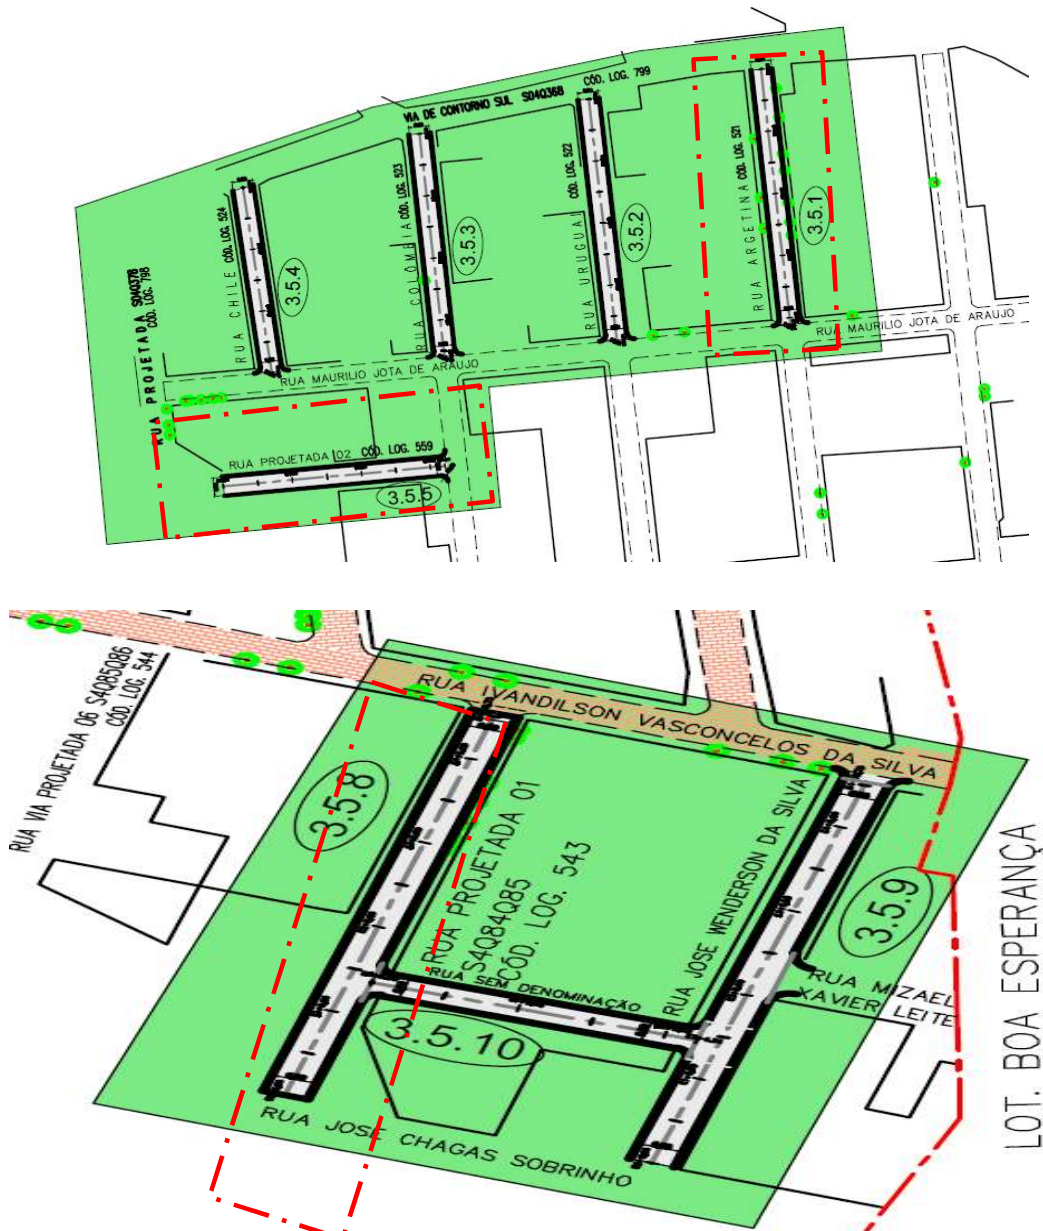 VIA DE CONTORNO SUL S04Q368
CÓD. LOG. 799
RUA PROJETADA S04Q378
CÓD. LOG. 798
RUA CHILE CÓD. LOG. 524
3.5.4
RUA COLOMBIA CÓD. LOG. 523
3.5.3
RUA URUGUAI CÓD. LOG. 522
3.5.2
RUA ARGETINA CÓD. LOG. 521
3.5.1
RUA MAURILIO JOTA DE ARAUJO
RUA MAURILIO JOTA DE ARAUJO
RUA PROJETADA 02 CÓD. LOG. 559
3.5.5
RUA VIA PROJETADA 06 S4Q85Q86
CÓD. LOG. 544
RUA IVANDILSON VASCONCELOS DA SILVA
3.5.8
RUA PROJETADA 01
S4Q84Q85
CÓD. LOG. 543
RUA JOSE WENDERSON DA SILVA
3.5.9
RUA MIZAEL
XAVIER LEITE
RUA SEM DENOMINAÇÃO
3.5.10
RUA JOSE CHAGAS SOBRINHO
LOT. BOA ESPERANÇA